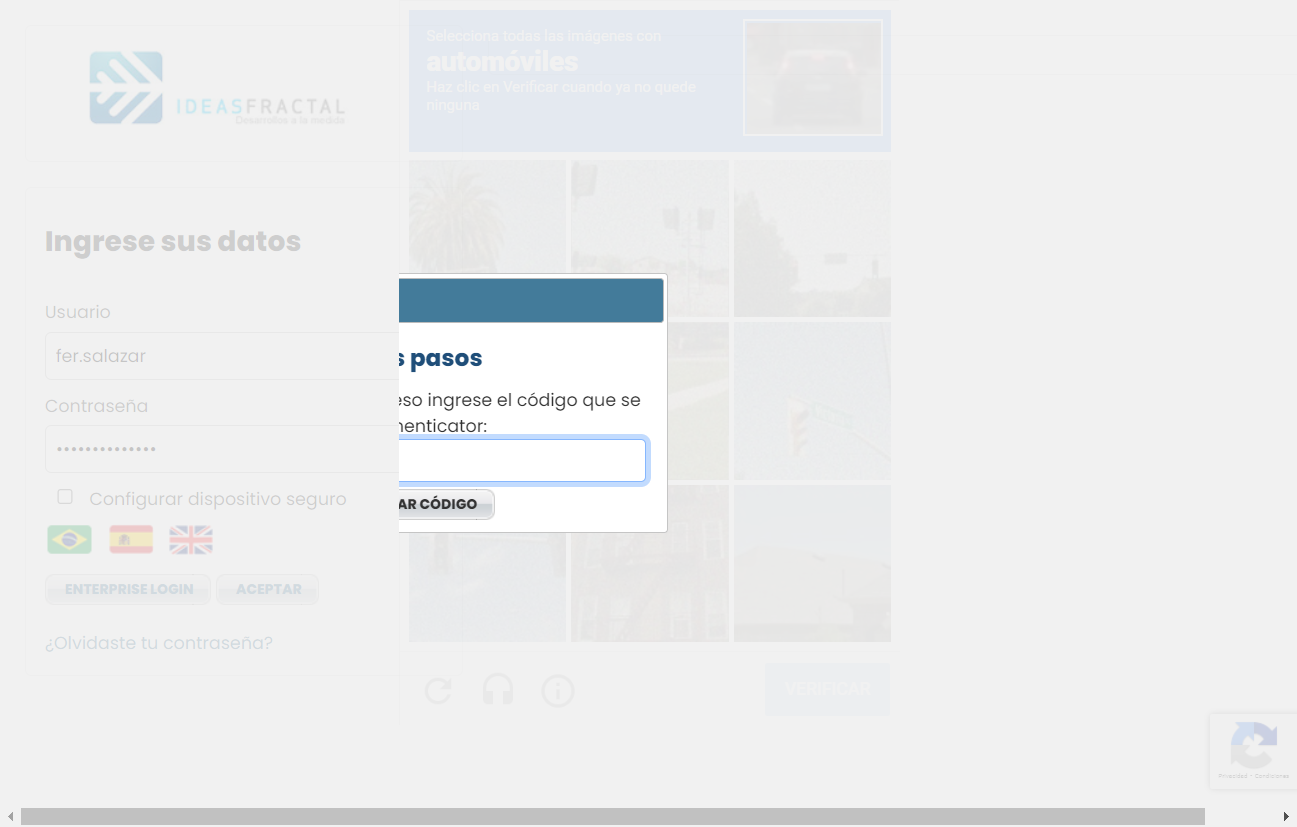 Selecciona todas las imágenes con
automóviles
Haz clic en Verificar cuando ya no quede
ninguna
IDEASFRACTAL
Desarrollos a la medida
Ingrese sus datos
Usuario
fer.salazar
Contraseña
••••••••••••••
Configurar dispositivo seguro
ENTERPRISE LOGIN
ACEPTAR
¿Olvidaste tu contraseña?
s pasos
eso ingrese el código que se
enticator:
AR CÓDIGO
VERIFICAR
Privacidad - Condiciones